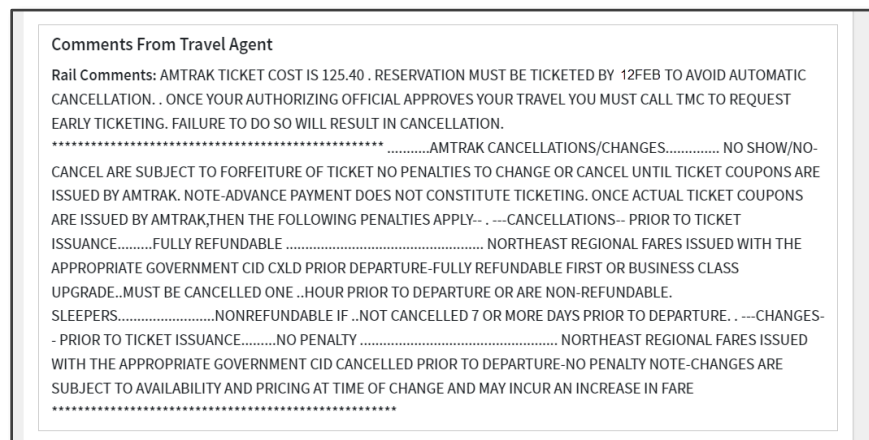 Comments From Travel Agent
Rail Comments: AMTRAK TICKET COST IS 125.40 . RESERVATION MUST BE TICKETED BY 12FEB TO AVOID AUTOMATIC
CANCELLATION. . ONCE YOUR AUTHORIZING OFFICIAL APPROVES YOUR TRAVEL YOU MUST CALL TMC TO REQUEST
EARLY TICKETING. FAILURE TO DO SO WILL RESULT IN CANCELLATION.
*************************************************** ...........AMTRAK CANCELLATIONS/CHANGES.............. NO SHOW/NO-
CANCEL ARE SUBJECT TO FORFEITURE OF TICKET NO PENALTIES TO CHANGE OR CANCEL UNTIL TICKET COUPONS ARE
ISSUED BY AMTRAK. NOTE-ADVANCE PAYMENT DOES NOT CONSTITUTE TICKETING. ONCE ACTUAL TICKET COUPONS
ARE ISSUED BY AMTRAK,THEN THE FOLLOWING PENALTIES APPLY-- . ---CANCELLATIONS-- PRIOR TO TICKET
ISSUANCE.........FULLY REFUNDABLE ................................................... NORTHEAST REGIONAL FARES ISSUED WITH THE
APPROPRIATE GOVERNMENT CID CXLD PRIOR DEPARTURE-FULLY REFUNDABLE FIRST OR BUSINESS CLASS
UPGRADE..MUST BE CANCELLED ONE ..HOUR PRIOR TO DEPARTURE OR ARE NON-REFUNDABLE.
SLEEPERS.........................NONREFUNDABLE IF ..NOT CANCELLED 7 OR MORE DAYS PRIOR TO DEPARTURE. . ---CHANGES-
- PRIOR TO TICKET ISSUANCE.........NO PENALTY ................................................... NORTHEAST REGIONAL FARES ISSUED
WITH THE APPROPRIATE GOVERNMENT CID CANCELLED PRIOR TO DEPARTURE-NO PENALTY NOTE-CHANGES ARE
SUBJECT TO AVAILABILITY AND PRICING AT TIME OF CHANGE AND MAY INCUR AN INCREASE IN FARE
*****************************************************